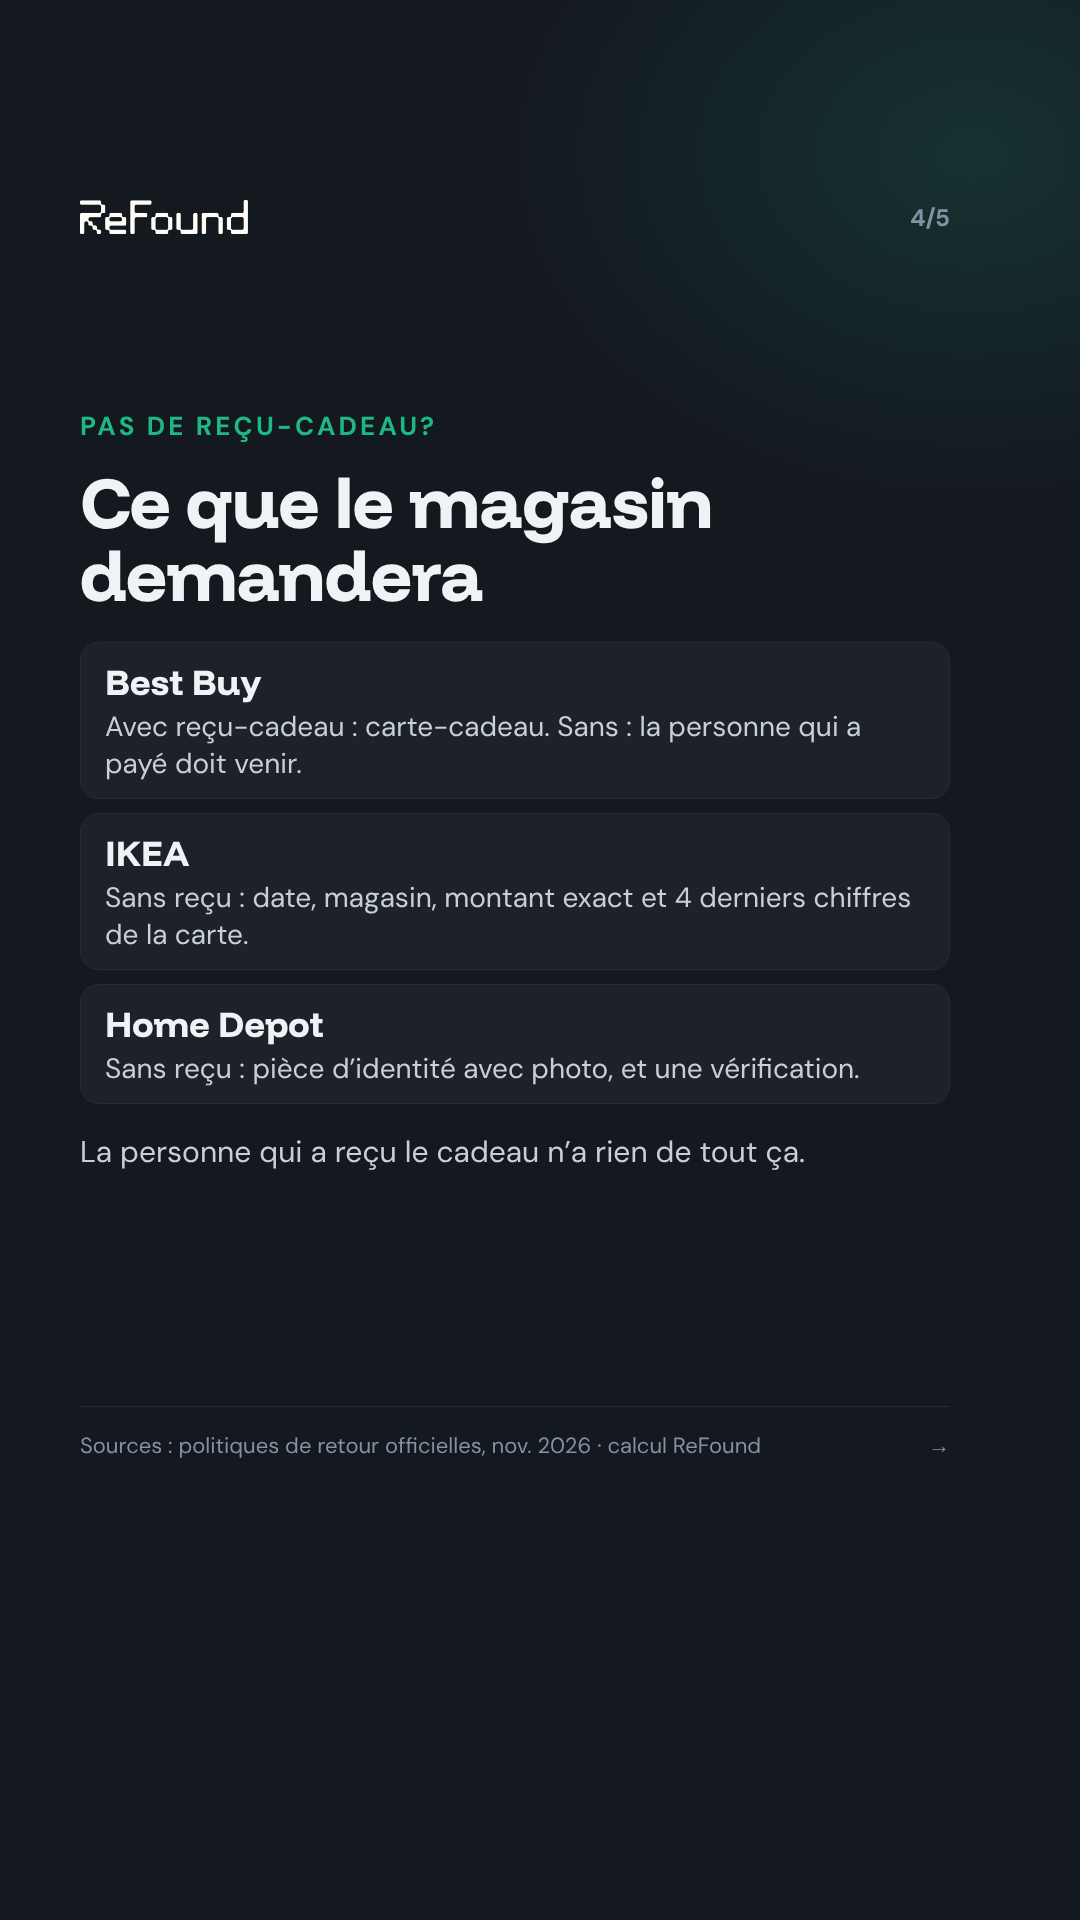 ReFound
4/5
PAS DE REÇU-CADEAU?
Ce que le magasin
demandera
Best Buy
Avec reçu-cadeau : carte-cadeau. Sans : la personne qui a
payé doit venir.
IKEA
Sans reçu : date, magasin, montant exact et 4 derniers chiffres
de la carte.
Home Depot
Sans reçu : pièce d’identité avec photo, et une vérification.
La personne qui a reçu le cadeau n’a rien de tout ça.
Sources : politiques de retour officielles, nov. 2026 · calcul ReFound →